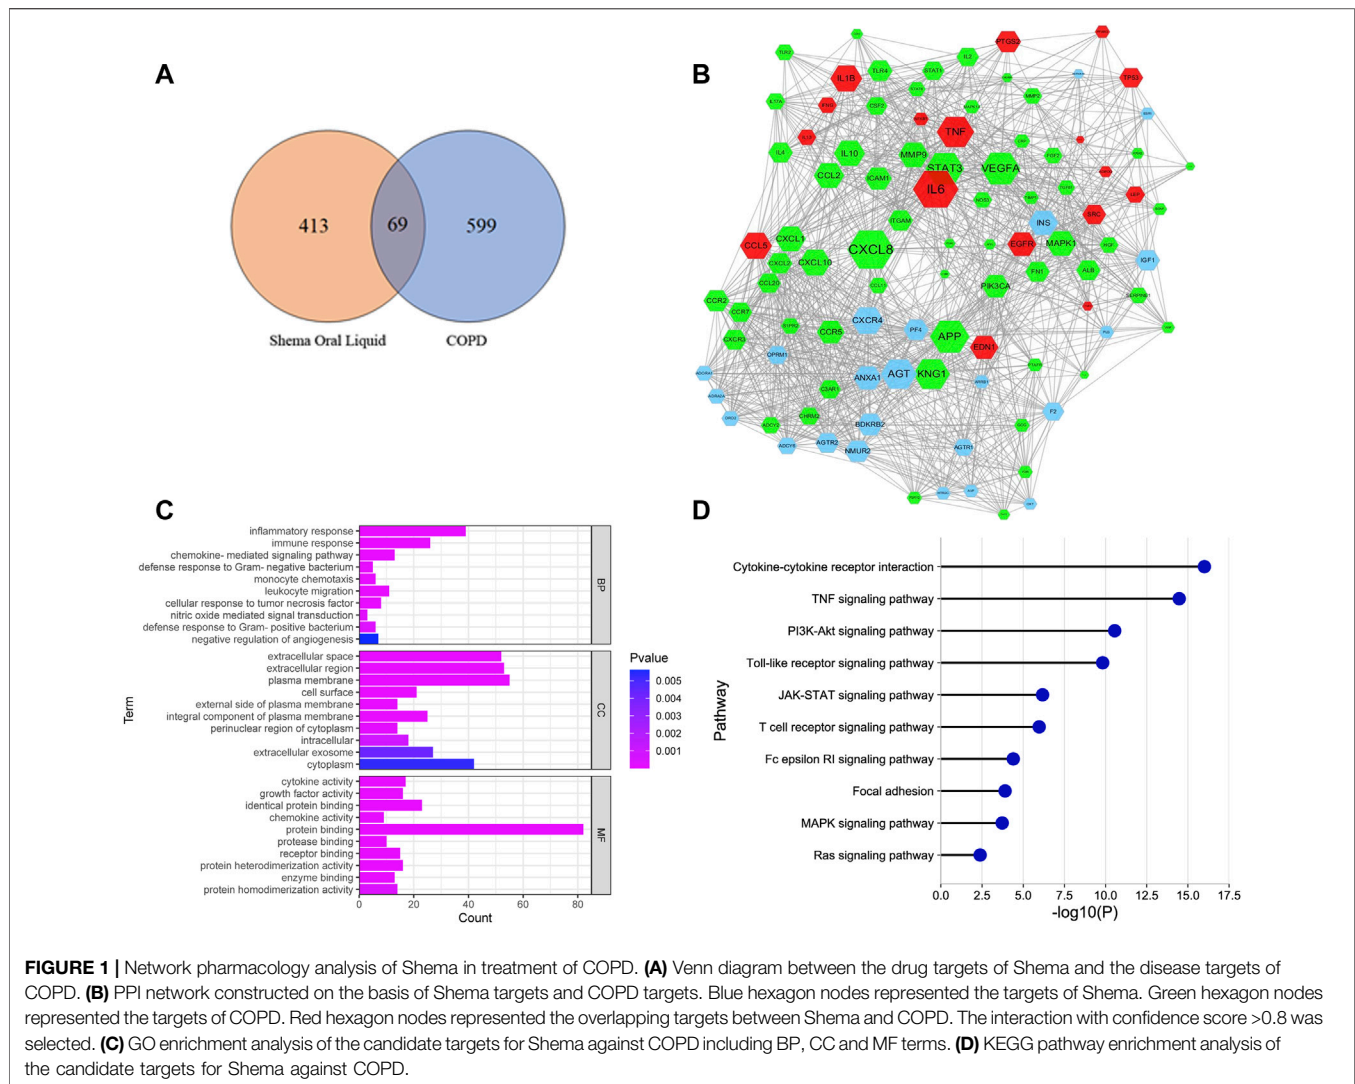 A
413
69
599
Shema Oral Liquid
COPD
B
PTGS2
IL2
TLR4
STAT1
IL1B
TP53
CSF2
MMP2
TNF
IL4
IL10
MMP9
STAT3
VEGFA
CCL2
ICAM1
IL6
NOS3
SRC
ITGAM
INS
CCL5
CXCL1
CXCL8
EGFR
MAPK1
CXCL2
CXCL10
IGF1
FN1
ALB
CCL20
PIK3CA
SERPINE1
CCR2
CCR7
CXCR4
PF4
CXCR3
CCR5
APP
EDN1
OPRM1
ANXA1
AGT
KNG1
C5AR1
CHRM2
F2
ADCY2
BDKRB2
AGTR2
NMUR2
AGTR1
C
Term
inflammatory response
immune response
chemokine- mediated signaling pathway
defense response to Gram- negative bacterium
monocyte chemotaxis
leukocyte migration
cellular response to tumor necrosis factor
nitric oxide mediated signal transduction
defense response to Gram- positive bacterium
negative regulation of angiogenesis
BP
extracellular space
extracellular region
plasma membrane
cell surface
external side of plasma membrane
integral component of plasma membrane
perinuclear region of cytoplasm
intracellular
extracellular exosome
cytoplasm
CC
cytokine activity
growth factor activity
identical protein binding
chemokine activity
protein binding
protease binding
receptor binding
protein heterodimerization activity
enzyme binding
protein homodimerization activity
MF
0 20 40 60 80
Count
Pvalue
0.005
0.004
0.003
0.002
0.001
D
Pathway
Cytokine-cytokine receptor interaction
TNF signaling pathway
PI3K-Akt signaling pathway
Toll-like receptor signaling pathway
JAK-STAT signaling pathway
T cell receptor signaling pathway
Fc epsilon RI signaling pathway
Focal adhesion
MAPK signaling pathway
Ras signaling pathway
0.0 2.5 5.0 7.5 10.0 12.5 15.0 17.5
-log10(P)
FIGURE 1 | Network pharmacology analysis of Shema in treatment of COPD. (A) Venn diagram between the drug targets of Shema and the disease targets of
COPD. (B) PPI network constructed on the basis of Shema targets and COPD targets. Blue hexagon nodes represented the targets of Shema. Green hexagon nodes
represented the targets of COPD. Red hexagon nodes represented the overlapping targets between Shema and COPD. The interaction with confidence score >0.8 was
selected. (C) GO enrichment analysis of the candidate targets for Shema against COPD including BP, CC and MF terms. (D) KEGG pathway enrichment analysis of
the candidate targets for Shema against COPD.